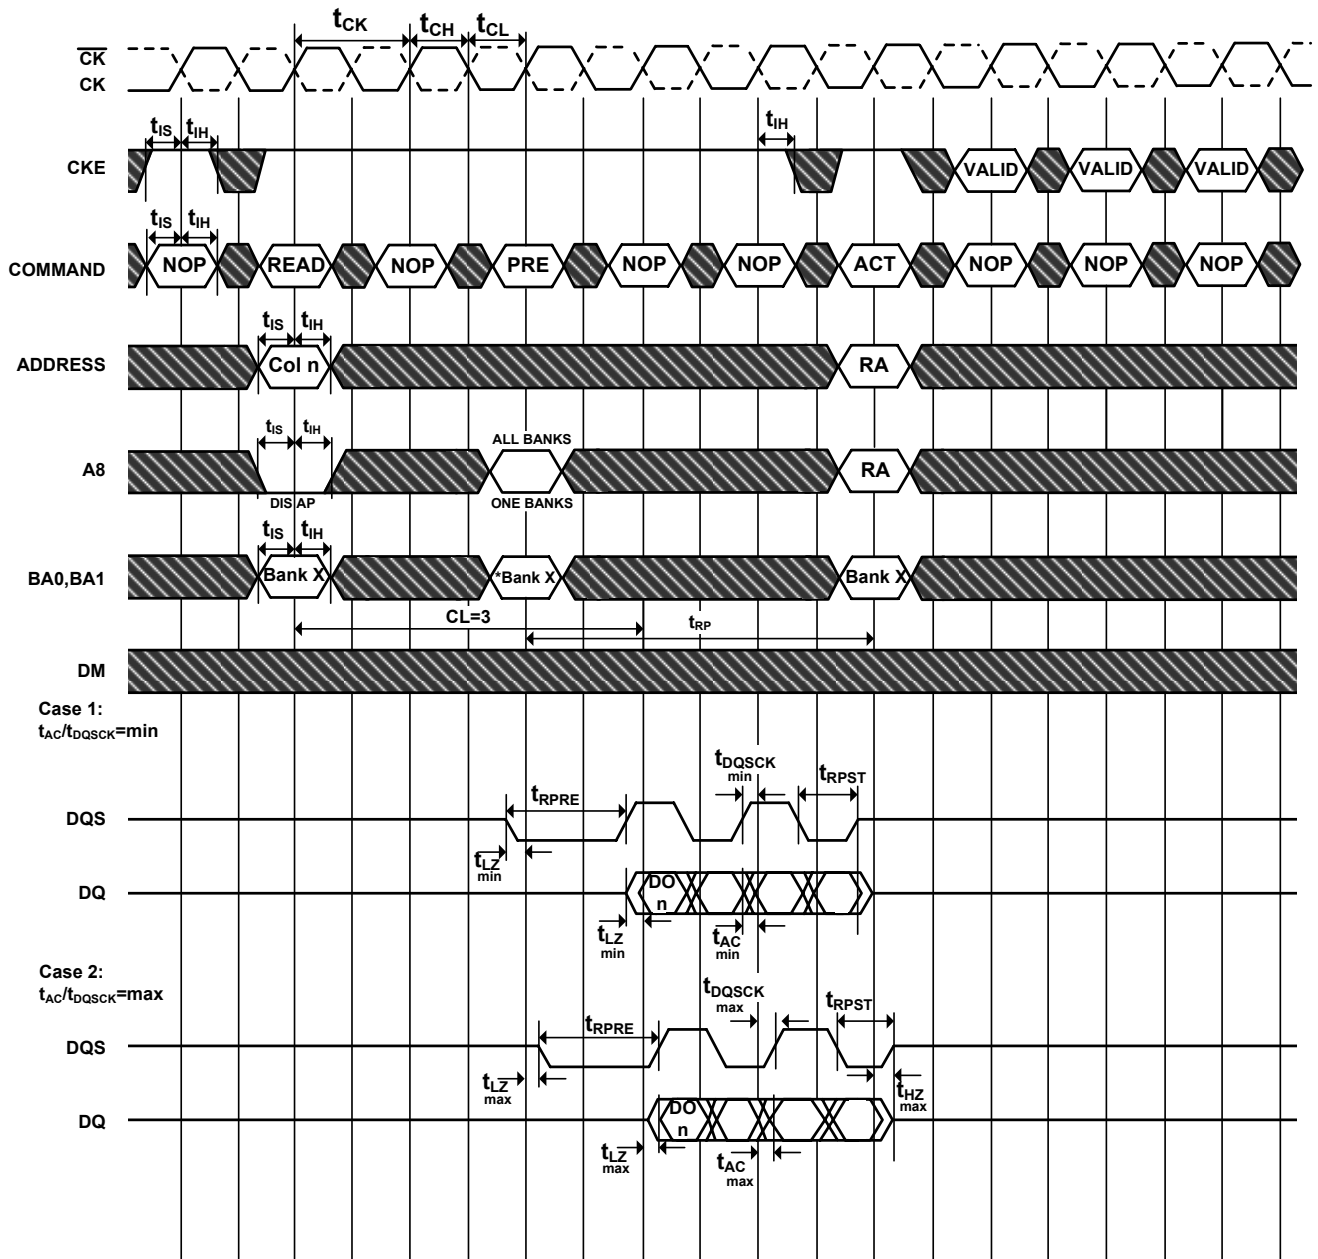 tCK tCH tCL
CK
CK
tIS tIH tIH
CKE VALID VALID VALID
tIS tIH
COMMAND NOP READ NOP PRE NOP NOP ACT NOP NOP NOP
tIS tIH
ADDRESS Col n RA
tIS tIH ALL BANKS
A8 RA
DIS AP ONE BANKS
tIS tIH
BA0,BA1 Bank X *Bank X Bank X
CL=3 tRP
DM
Case 1:
tAC/tDQSCK=min
tDQSCK min tRPST
tRPRE
DQS
tLZ min
DQ DO n
tLZ min tAC min
Case 2:
tAC/tDQSCK=max
tDQSCK max tRPST
tRPRE
DQS
tLZ max tHZ max
DQ DO n
tLZ max tAC max